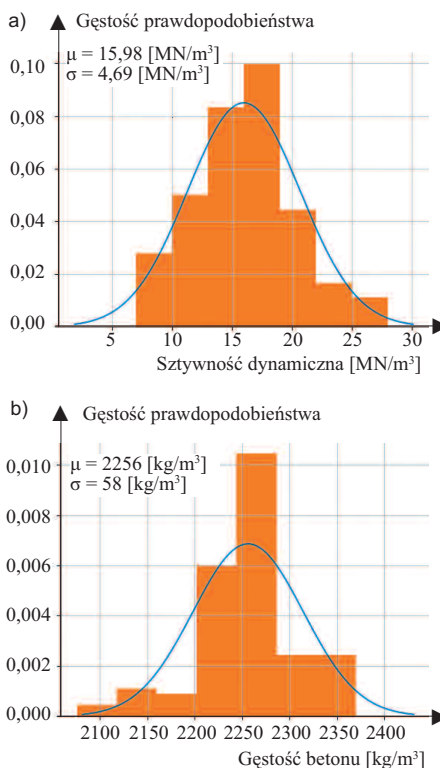 a)
Gęstość prawdopodobieństwa
μ = 15,98 [MN/m³]
σ = 4,69 [MN/m³]
0,10
0,08
0,06
0,04
0,02
0,00
5 10 15 20 25 30
Sztywność dynamiczna [MN/m³]
b)
Gęstość prawdopodobieństwa
μ = 2256 [kg/m³]
σ = 58 [kg/m³]
0,010
0,008
0,006
0,004
0,002
0,000
2100 2150 2200 2250 2300 2350 2400
Gęstość betonu [kg/m³]